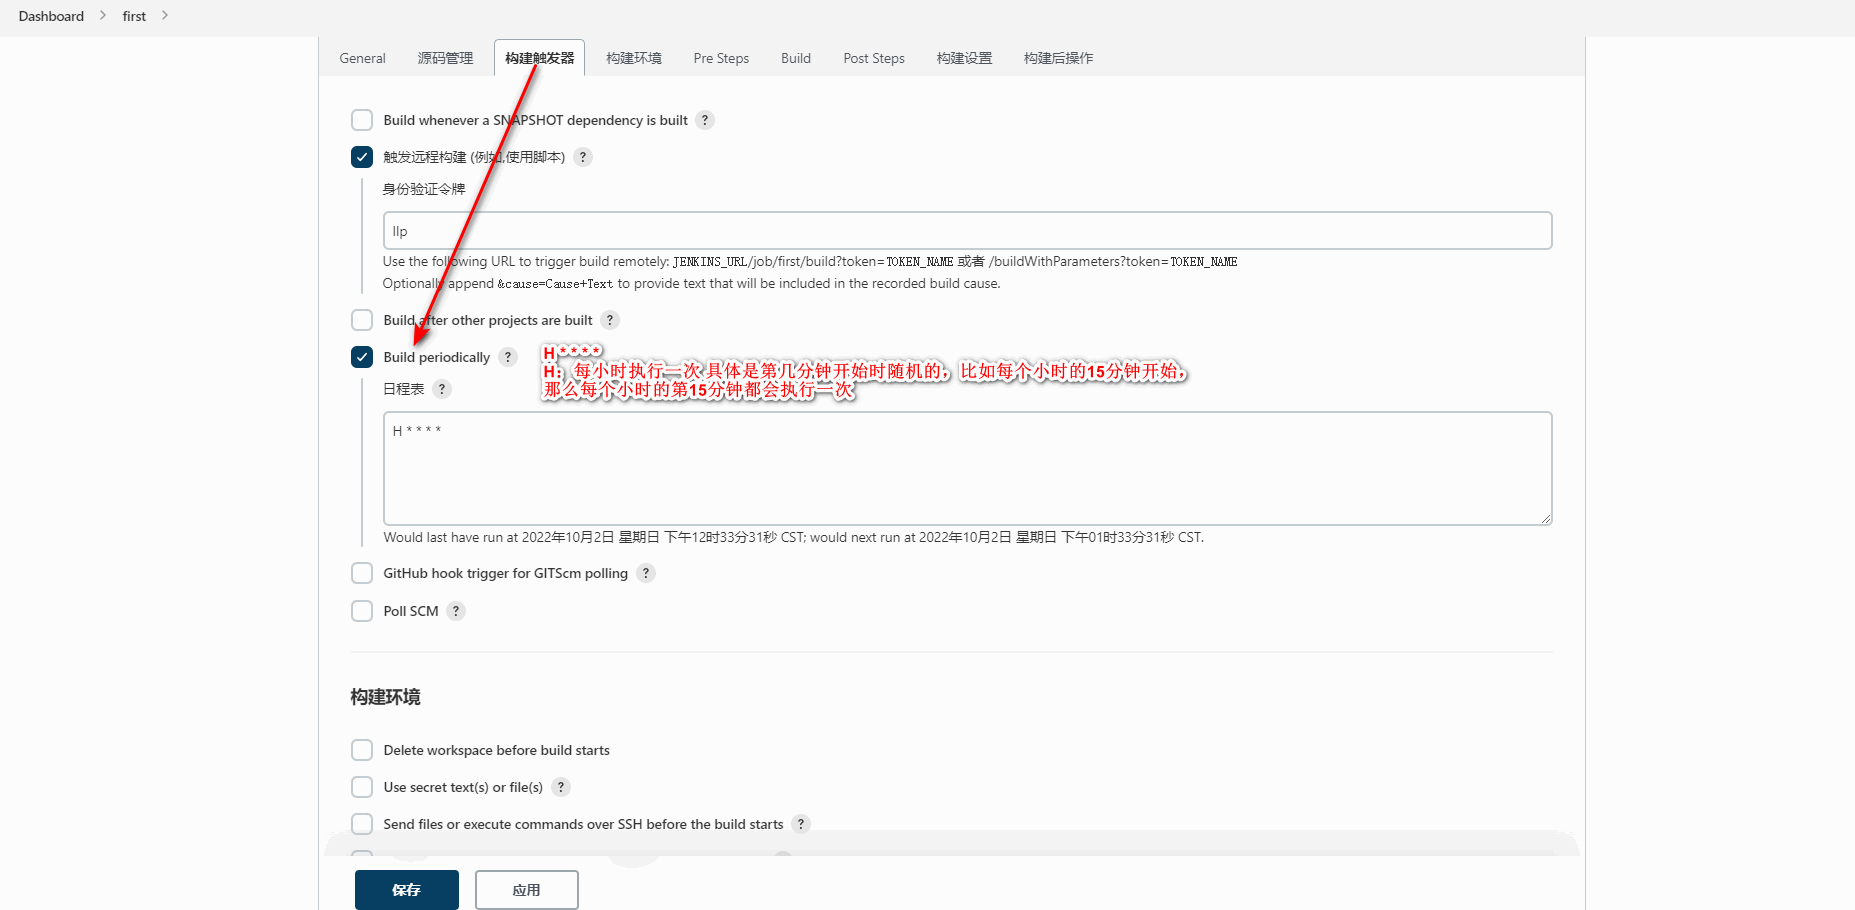 Dashboard > first >
General 源码管理 构建触发器 构建环境 Pre Steps Build Post Steps 构建设置 构建后操作
Build whenever a SNAPSHOT dependency is built ?
触发远程构建 (例如,使用脚本) ?
身份验证令牌
llp
Use the following URL to trigger build remotely: JENKINS_URL/job/first/build?token=TOKEN_NAME 或者 /buildWithParameters?token=TOKEN_NAME
Optionally append &cause=Cause+Text to provide text that will be included in the recorded build cause.
Build after other projects are built ?
Build periodically ?
H * * * *
H：每小时执行一次 具体是第几分钟开始时随机的，比如每个小时的15分钟开始，
那么每个小时的第15分钟都会执行一次
日程表 ?
H * * * *
Would last have run at 2022年10月2日 星期日 下午12时33分31秒 CST; would next run at 2022年10月2日 星期日 下午01时33分31秒 CST.
GitHub hook trigger for GITScm polling ?
Poll SCM ?
构建环境
Delete workspace before build starts
Use secret text(s) or file(s) ?
Send files or execute commands over SSH before the build starts ?
保存 应用